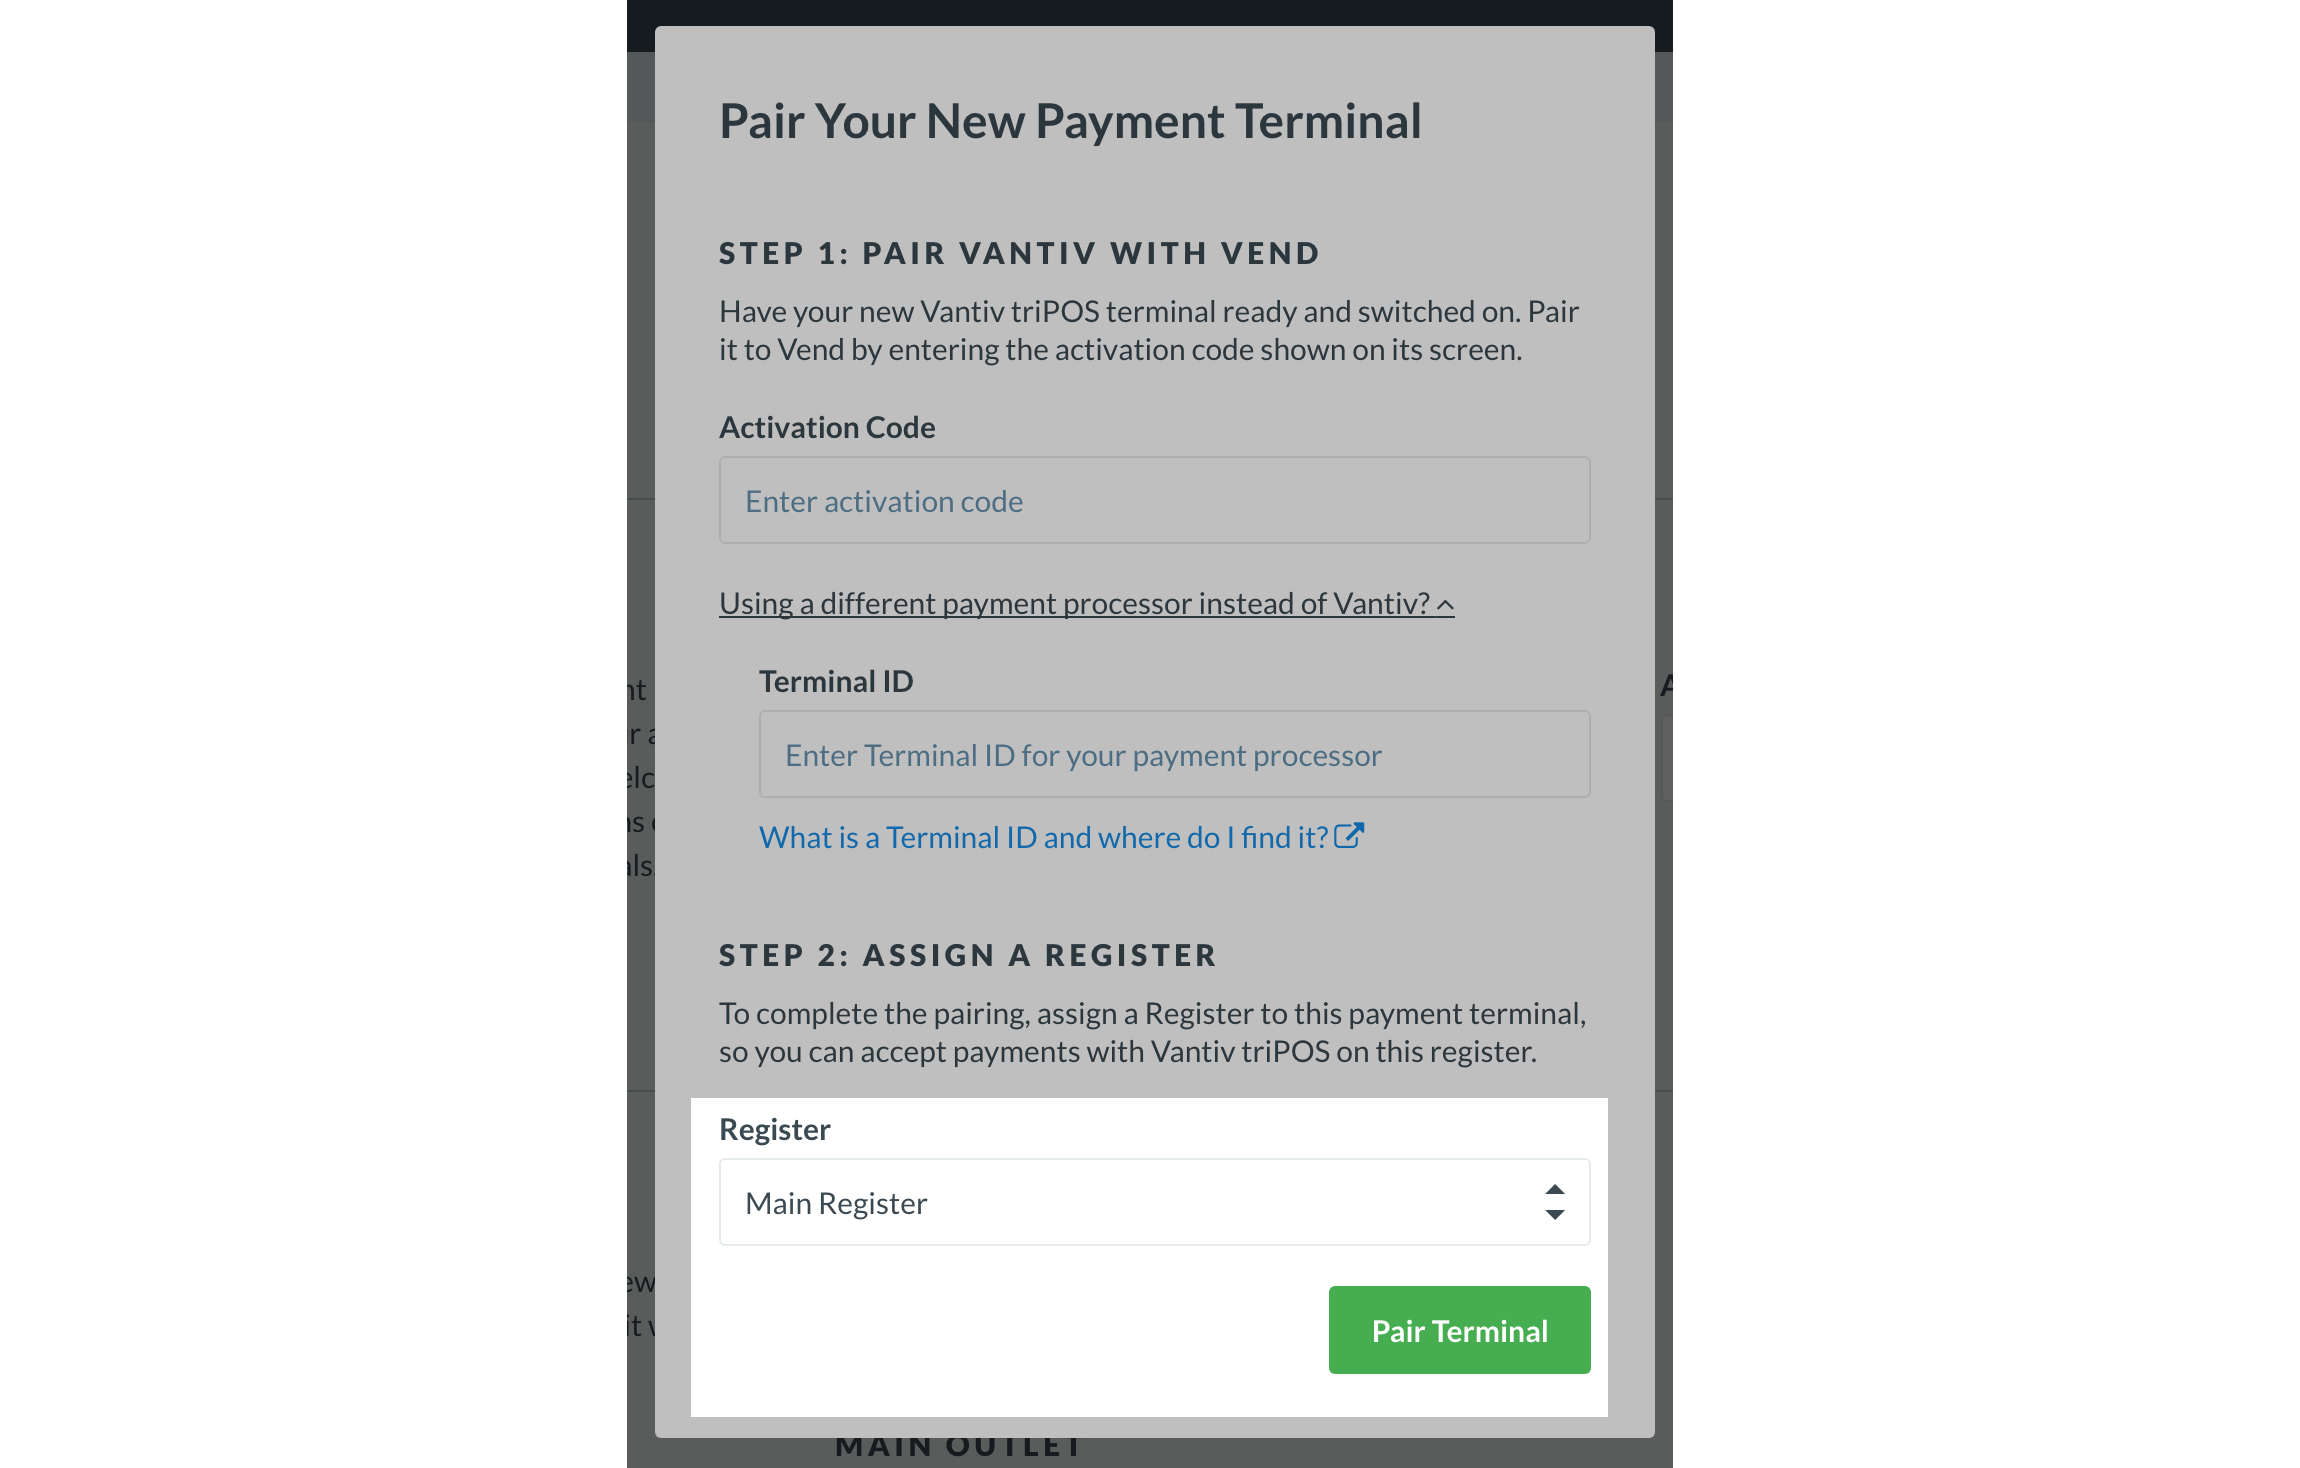 Pair Your New Payment Terminal
STEP 1: PAIR VANTIV WITH VEND
Have your new Vantiv triPOS terminal ready and switched on. Pair
it to Vend by entering the activation code shown on its screen.
Activation Code
Enter activation code
Using a different payment processor instead of Vantiv?
Terminal ID
Enter Terminal ID for your payment processor
What is a Terminal ID and where do I find it?
STEP 2: ASSIGN A REGISTER
To complete the pairing, assign a Register to this payment terminal,
so you can accept payments with Vantiv triPOS on this register.
Register
Main Register
Pair Terminal
MAIN OUTLET